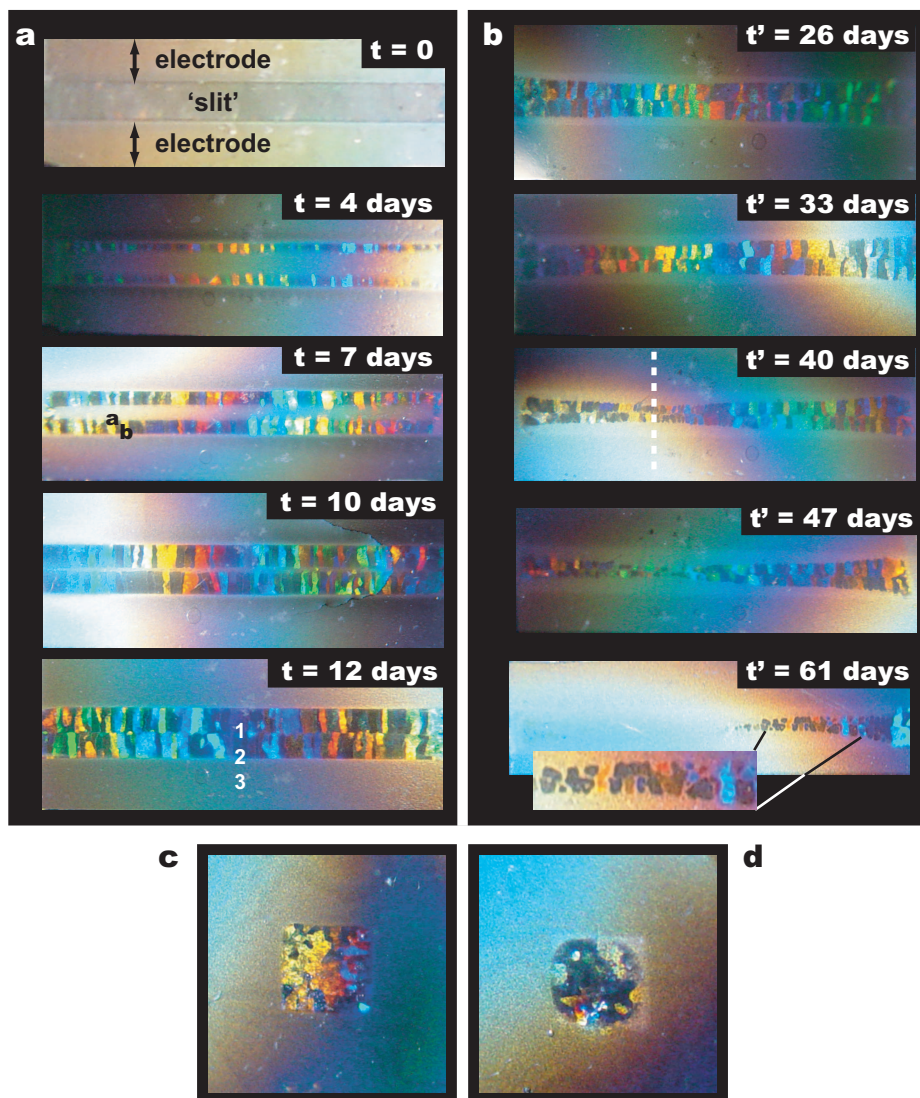 a
t = 0
electrode
'slit'
electrode
t = 4 days
t = 7 days
a
b
t = 10 days
t = 12 days
1
2
3
b
t' = 26 days
t' = 33 days
t' = 40 days
t' = 47 days
t' = 61 days
c
d